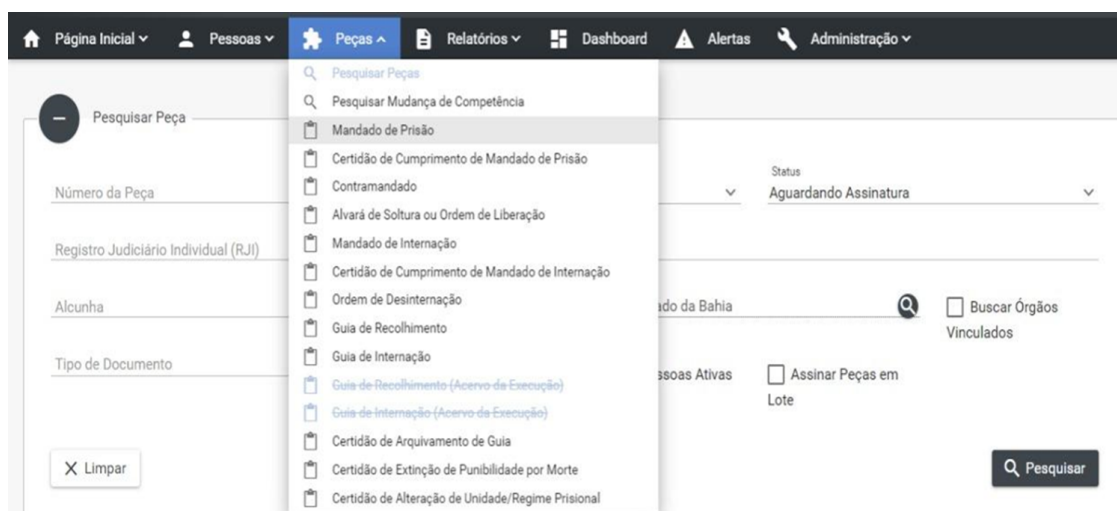 Página Inicial Pessoas Peças Relatórios Dashboard Alertas Administração
Pesquisar Peças
Pesquisar Mudança de Competência
Mandado de Prisão
Certidão de Cumprimento de Mandado de Prisão
Contramandado
Alvará de Soltura ou Ordem de Liberação
Mandado de Internação
Certidão de Cumprimento de Mandado de Internação
Ordem de Desinternação
Guia de Recolhimento
Guia de Internação
Guia de Recolhimento (Acervo da Execução)
Guia de Internação (Acervo da Execução)
Certidão de Arquivamento de Guia
Certidão de Extinção de Punibilidade por Morte
Certidão de Alteração de Unidade/Regime Prisional
Pesquisar Peça
Número da Peça
Status
Aguardando Assinatura
Registro Judiciário Individual (RJI)
Alcunha
ado da Bahia
Buscar Órgãos
Vinculados
Tipo de Documento
ssoas Ativas
Assinar Peças em
Lote
Limpar
Pesquisar